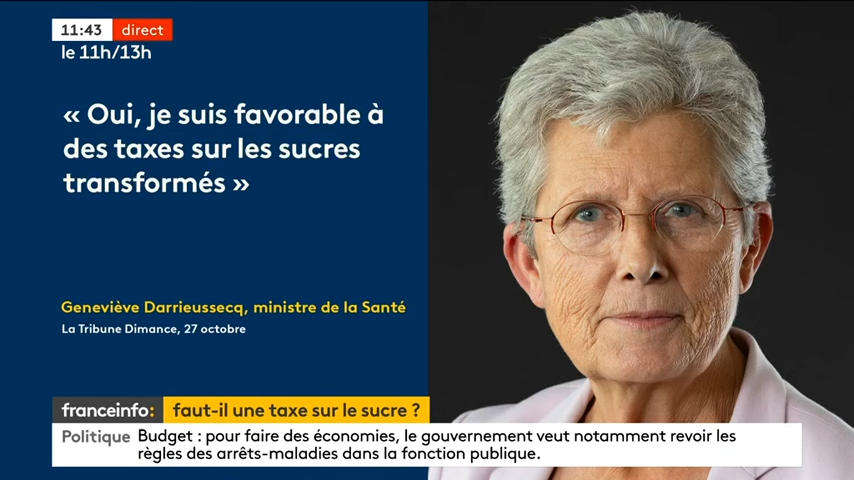 11:43 direct
le 11h/13h
« Oui, je suis favorable à
des taxes sur les sucres
transformés »
Geneviève Darrieussecq, ministre de la Santé
La Tribune Dimance, 27 octobre
franceinfo: faut-il une taxe sur le sucre ?
Politique Budget : pour faire des économies, le gouvernement veut notamment revoir les
règles des arrêts-maladies dans la fonction publique.